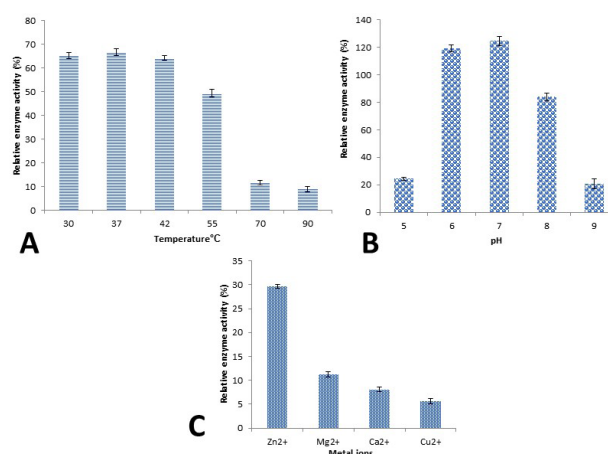 80
70
60
50
40
30
20
10
0
Relative enzyme activity (%)
30 37 42 55 70 90
Temperature°C
A
140
120
100
80
60
40
20
0
Relative enzyme activity (%)
5 6 7 8 9
pH
B
35
30
25
20
15
10
5
0
Relative enzyme activity (%)
Zn2+ Mg2+ Ca2+ Cu2+
Metal ions
C